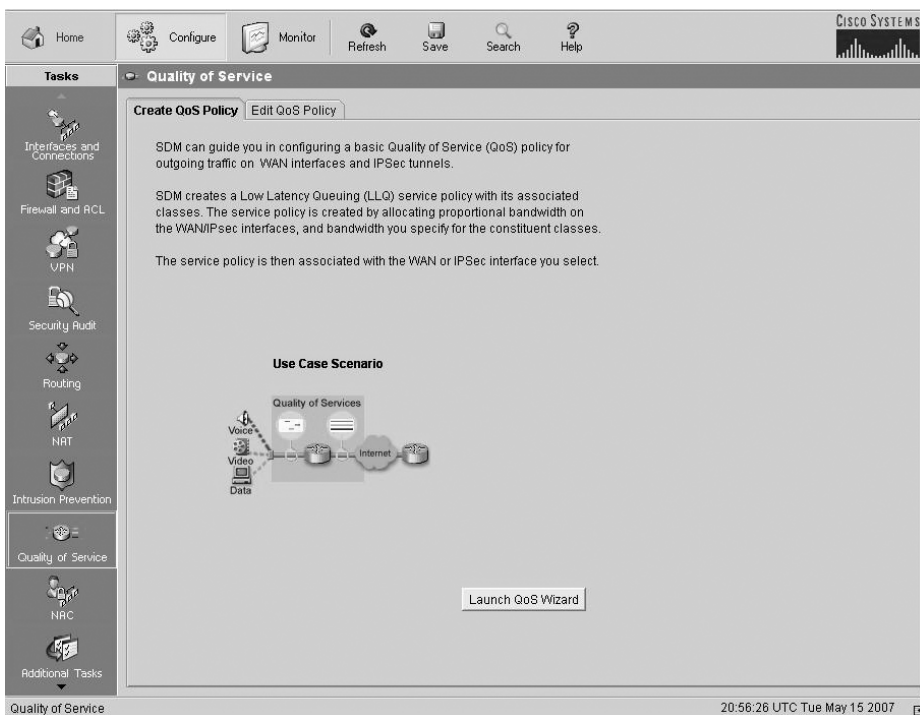 Home
Configure
Monitor
Refresh
Save
Search
Help
CISCO SYSTEMS
Tasks
Quality of Service
Create QoS Policy
Edit QoS Policy
SDM can guide you in configuring a basic Quality of Service (QoS) policy for
outgoing traffic on WAN interfaces and IPSec tunnels.
SDM creates a Low Latency Queuing (LLQ) service policy with its associated
classes. The service policy is created by allocating proportional bandwidth on
the WAN/IPsec interfaces, and bandwidth you specify for the constituent classes.
The service policy is then associated with the WAN or IPSec interface you select.
Interfaces and
Connections
Firewall and ACL
VPN
Security Audit
Routing
NAT
Intrusion Prevention
Quality of Service
NAC
Additional Tasks
Use Case Scenario
Quality of Services
Voice
Video
Data
Internet
Launch QoS Wizard
Quality of Service
20:56:26 UTC Tue May 15 2007